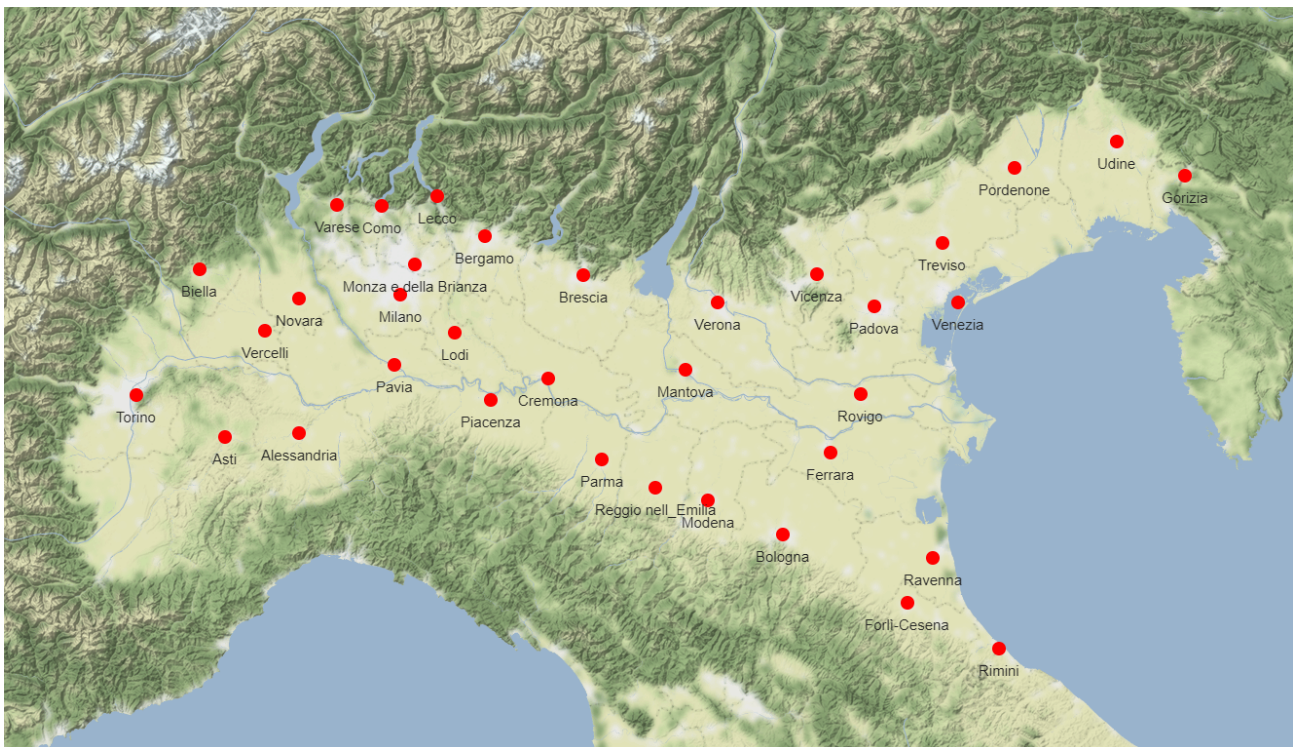 Udine
Pordenone
Gorizia
Lecco
Varese
Como
Bergamo
Treviso
Biella
Monza e della Brianza
Brescia
Vicenza
Novara
Milano
Verona
Padova
Venezia
Vercelli
Lodi
Pavia
Mantova
Cremona
Torino
Piacenza
Rovigo
Asti
Alessandria
Ferrara
Parma
Reggio nell_Emilia
Modena
Bologna
Ravenna
Forlì-Cesena
Rimini